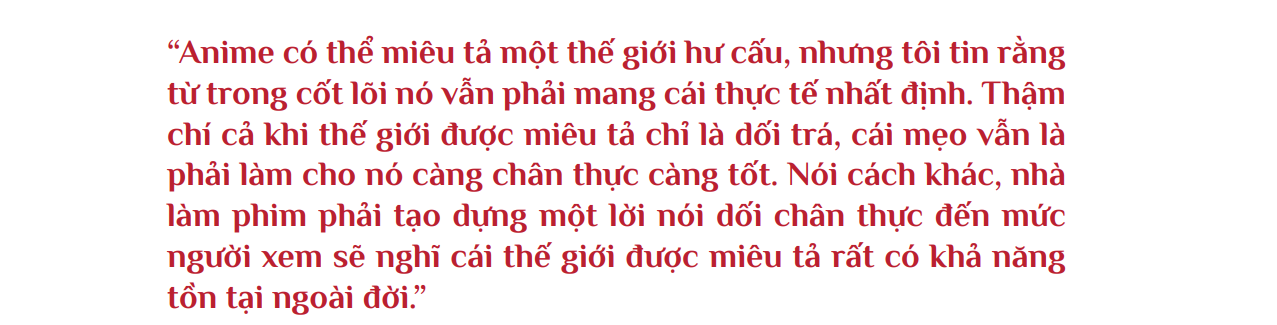 “Anime có thể miêu tả một thế giới hư cấu, nhưng tôi tin rằng
từ trong cốt lõi nó vẫn phải mang cái thực tế nhất định. Thậm
chí cả khi thế giới được miêu tả chỉ là dối trá, cái mẹo vẫn là
phải làm cho nó càng chân thực càng tốt. Nói cách khác, nhà
làm phim phải tạo dựng một lời nói dối chân thực đến mức
người xem sẽ nghĩ cái thế giới được miêu tả rất có khả năng
tồn tại ngoài đời.”